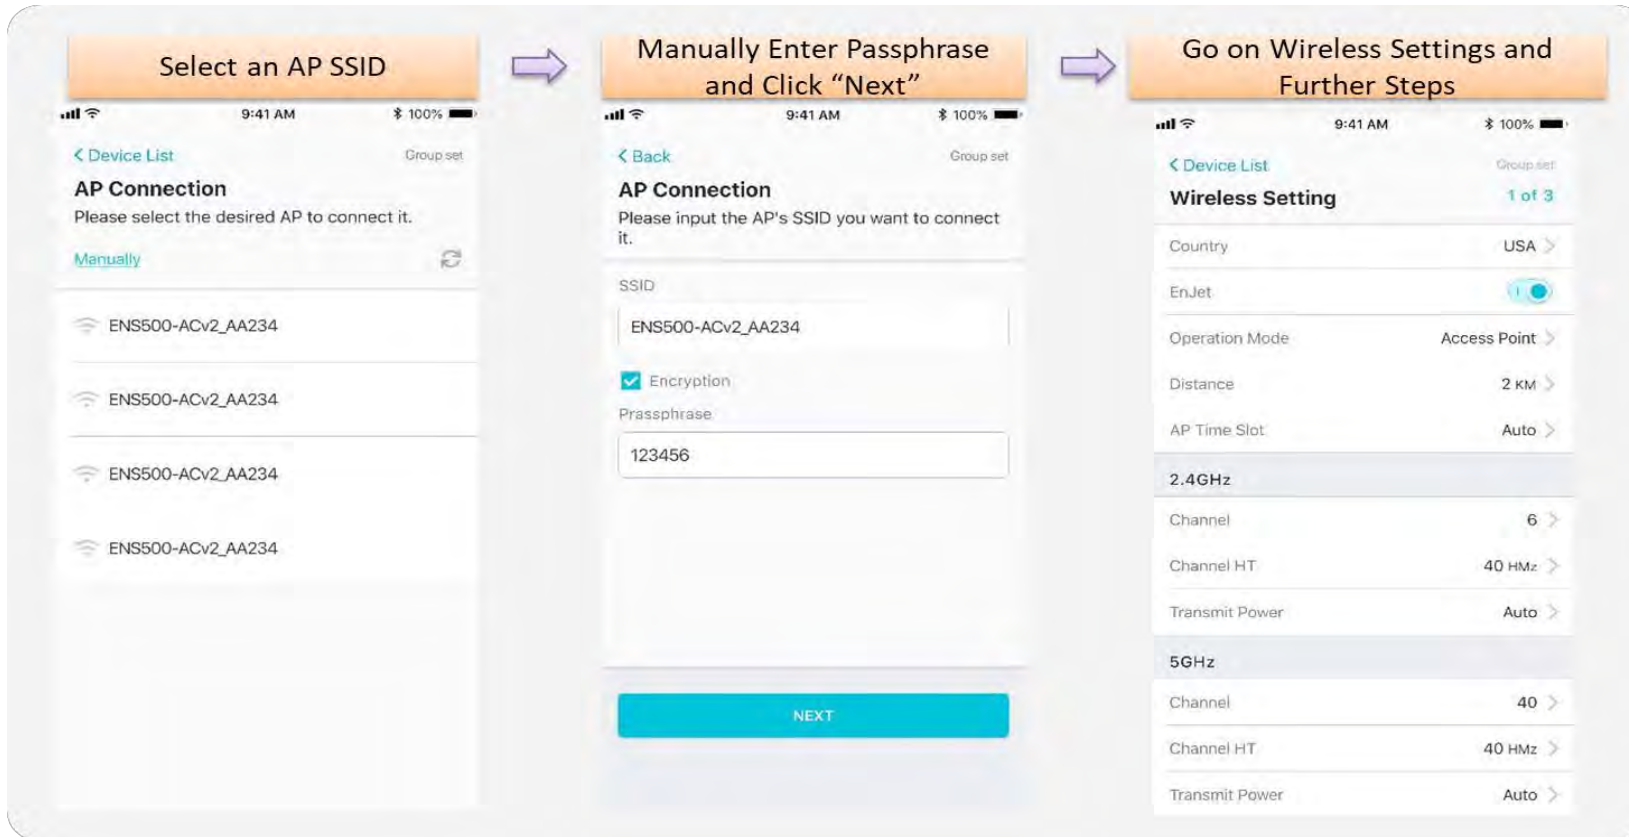 Select an AP SSID
9:41 AM
100%
< Device List
Group set
AP Connection
Please select the desired AP to connect it.
Manually
ENS500-ACv2_AA234
ENS500-ACv2_AA234
ENS500-ACv2_AA234
ENS500-ACv2_AA234
Manually Enter Passphrase
and Click “Next”
9:41 AM
100%
< Back
Group set
AP Connection
Please input the AP's SSID you want to connect
it.
SSID
ENS500-ACv2_AA234
Encryption
Prassphrase
123456
NEXT
Go on Wireless Settings and
Further Steps
9:41 AM
100%
< Device List
Group set
Wireless Setting
1 of 3
Country
USA >
EnJet
Operation Mode
Access Point >
Distance
2 KM >
AP Time Slot
Auto >
2.4GHz
Channel
6 >
Channel HT
40 HMz >
Transmit Power
Auto >
5GHz
Channel
40 >
Channel HT
40 HMz >
Transmit Power
Auto >